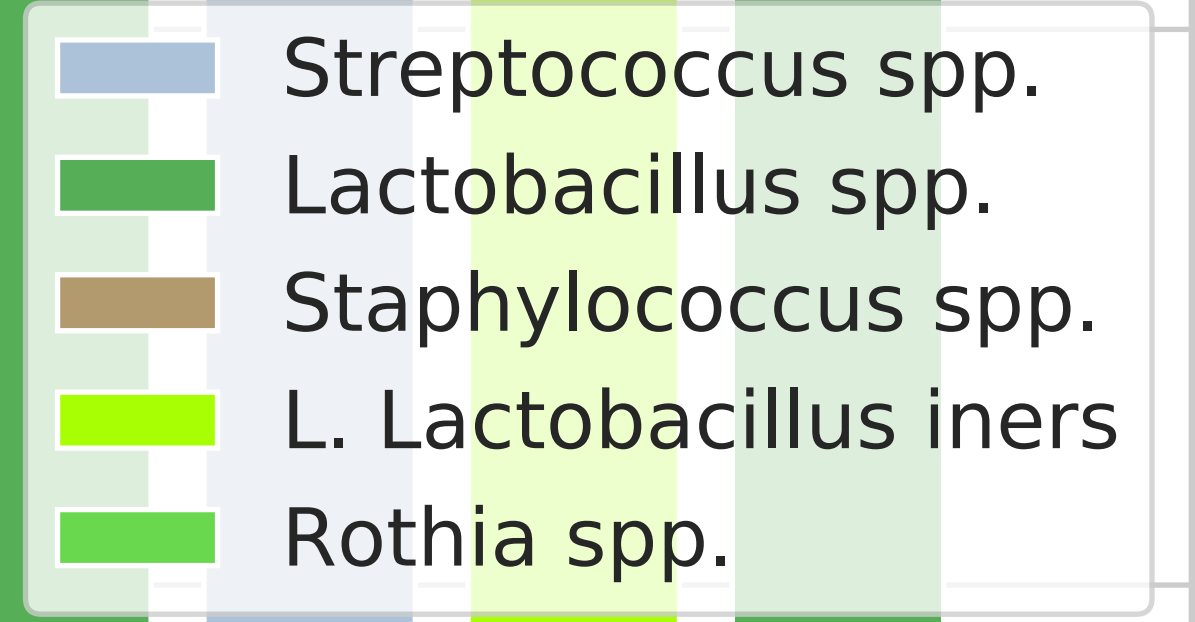 Streptococcus spp.
Lactobacillus spp.
Staphylococcus spp.
L. Lactobacillus iners
Rothia spp.